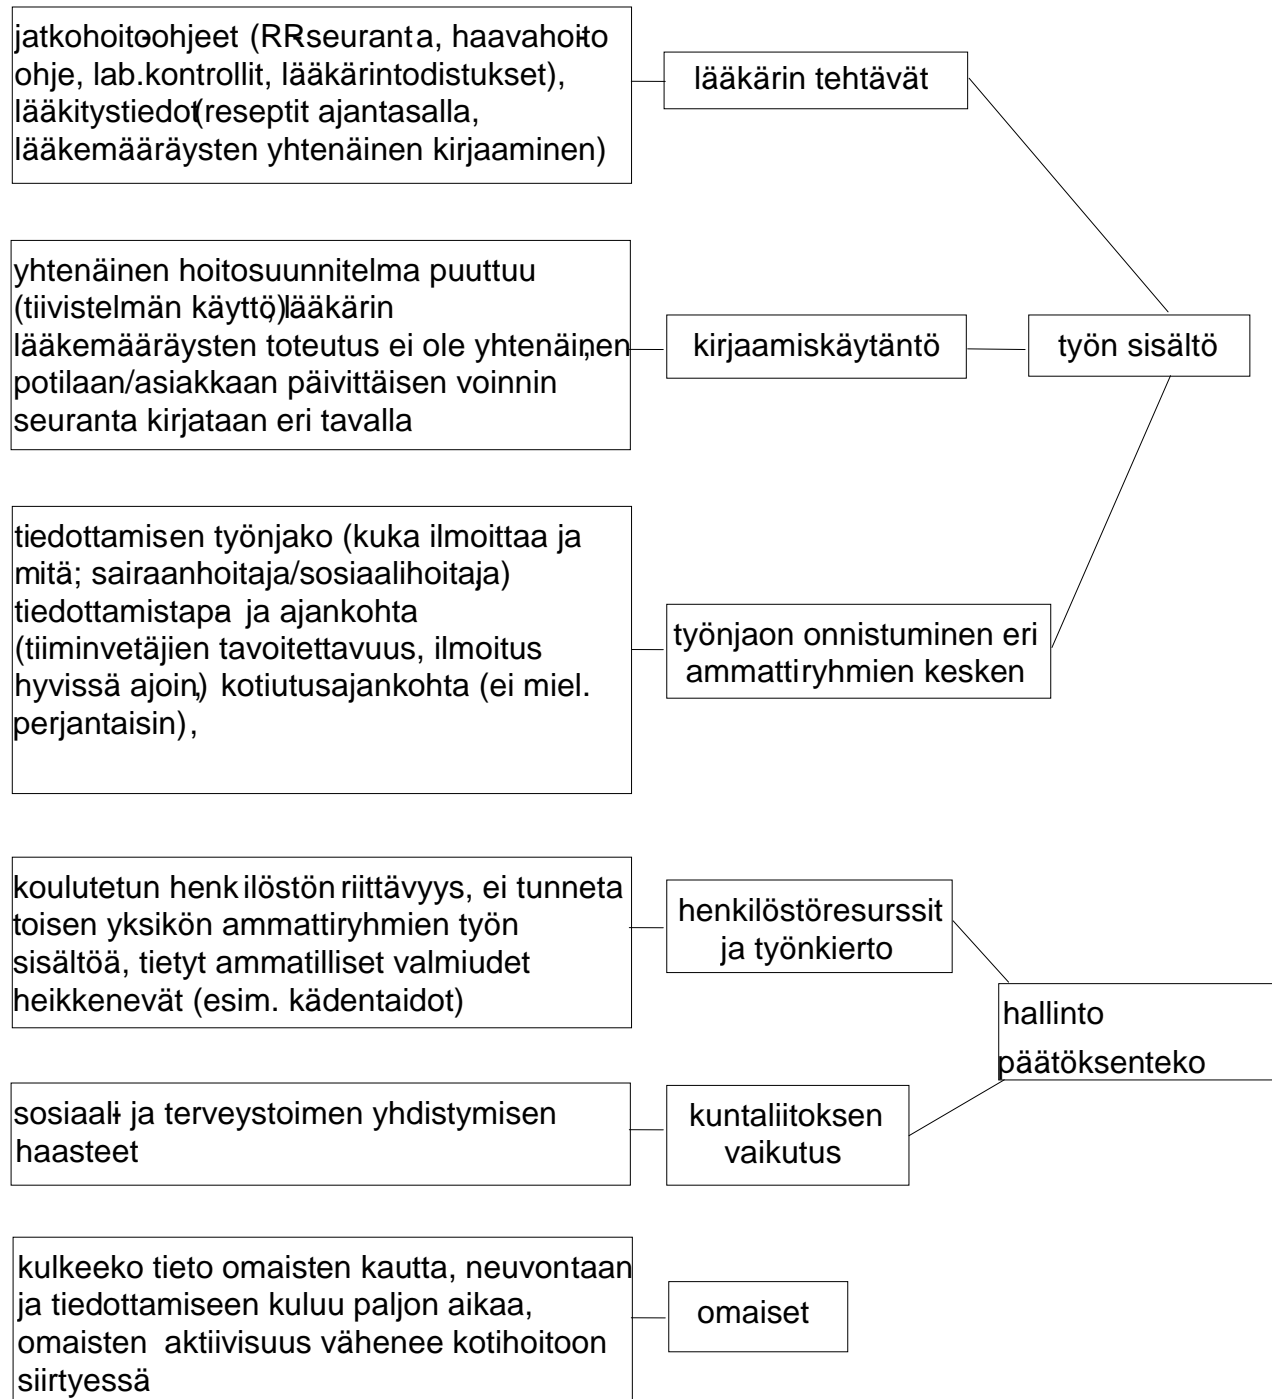 jatkohoito-ohjeet (RR-seuranta, haavahoito-
ohje, lab.kontrollit, lääkärintodistukset),
lääkitystiedot(reseptit ajantasalla,
lääkemääräysten yhtenäinen kirjaaminen)
lääkärin tehtävät
yhtenäinen hoitosuunnitelma puuttuu
(tiivistelmän käyttö), lääkärin
lääkemääräysten toteutus ei ole yhtenäinen,
potilaan/asiakkaan päivittäisen voinnin
seuranta kirjataan eri tavalla
kirjaamiskäytäntö
työn sisältö
tiedottamisen työnjako (kuka ilmoittaa ja
mitä; sairaanhoitaja/sosiaalihoitaja),
tiedottamistapa- ja ajankohta
(tiiminvetäjien tavoitettavuus, ilmoitus
hyvissä ajoin), kotiutusajankohta (ei miel.
perjantaisin),
työnjaon onnistuminen eri
ammattiryhmien kesken
koulutetun henkilöstön riittävyys, ei tunneta
toisen yksikön ammattiryhmien työn
sisältöä, tietyt ammatilliset valmiudet
heikkenevät (esim. kädentaidot)
henkilöstöresurssit
ja työnkierto
hallinto
päätöksenteko
sosiaali- ja terveystoimen yhdistymisen
haasteet
kuntaliitoksen
vaikutus
kulkeeko tieto omaisten kautta, neuvontaan
ja tiedottamiseen kuluu paljon aikaa,
omaisten aktiivisuus vähenee kotihoitoon
siirtyessä
omaiset